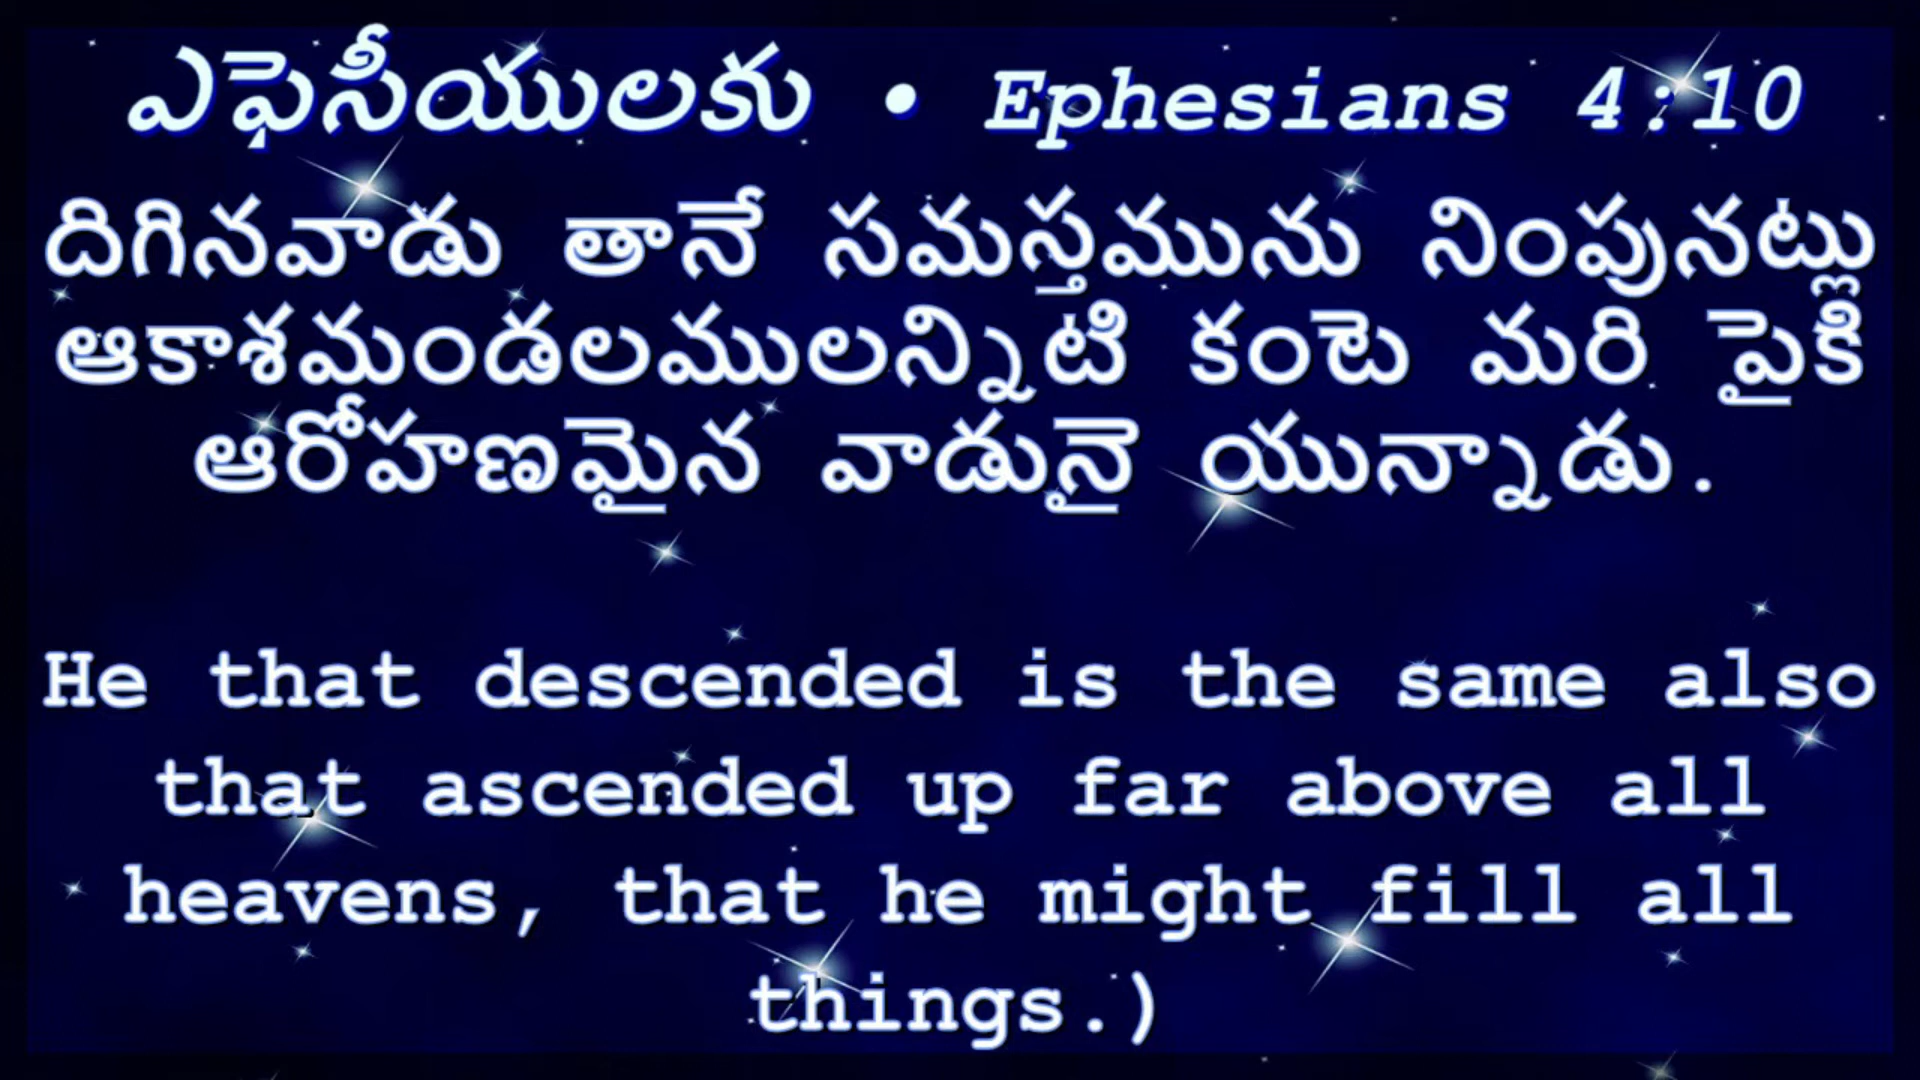 ఎఫెసీయులకు • Ephesians 4:10
దిగినవాడు తానే సమస్తమును నింపునట్లు
ఆకాశమండలములన్నిటి కంటె మరి పైకి
ఆరోహణమైన వాడునై యున్నాడు.
He that descended is the same also
that ascended up far above all
heavens, that he might fill all
things.)